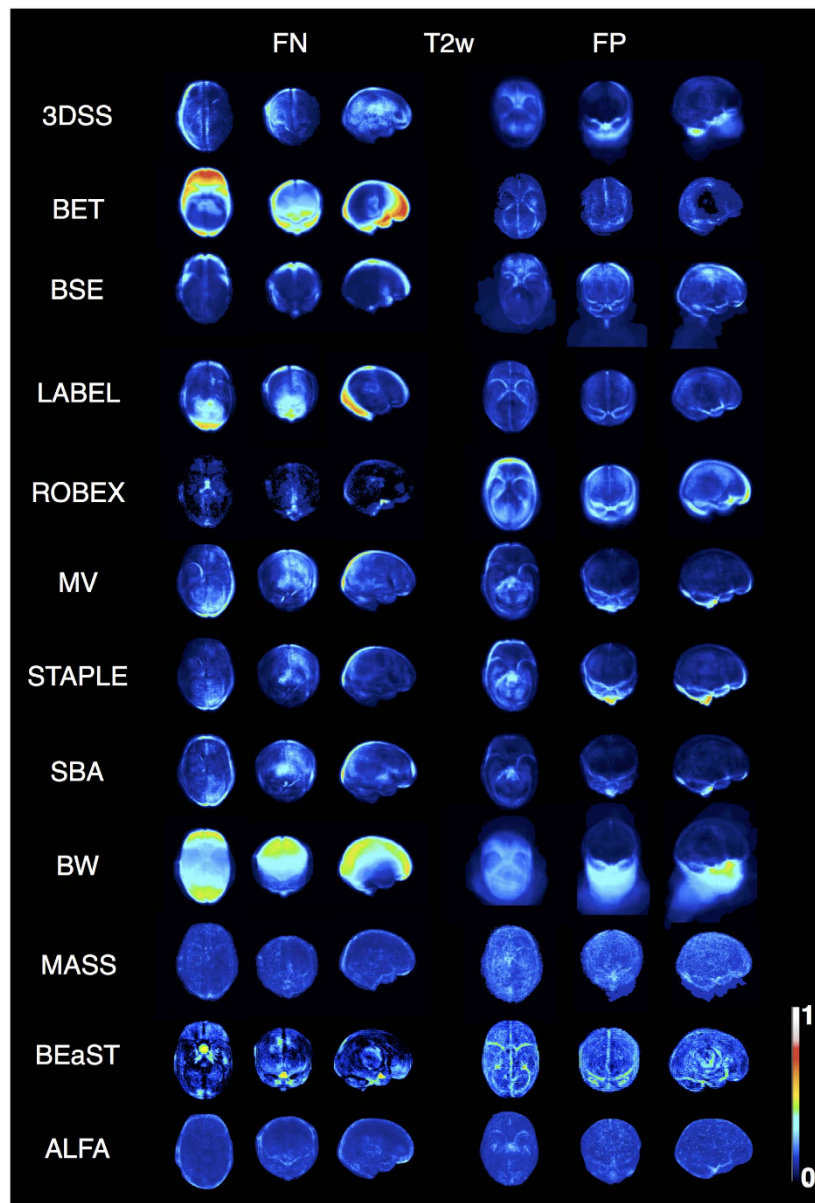 FN T2w FP
3DSS
BET
BSE
LABEL
ROBEX
MV
STAPLE
SBA
BW
MASS
BEaST
1
ALFA
0